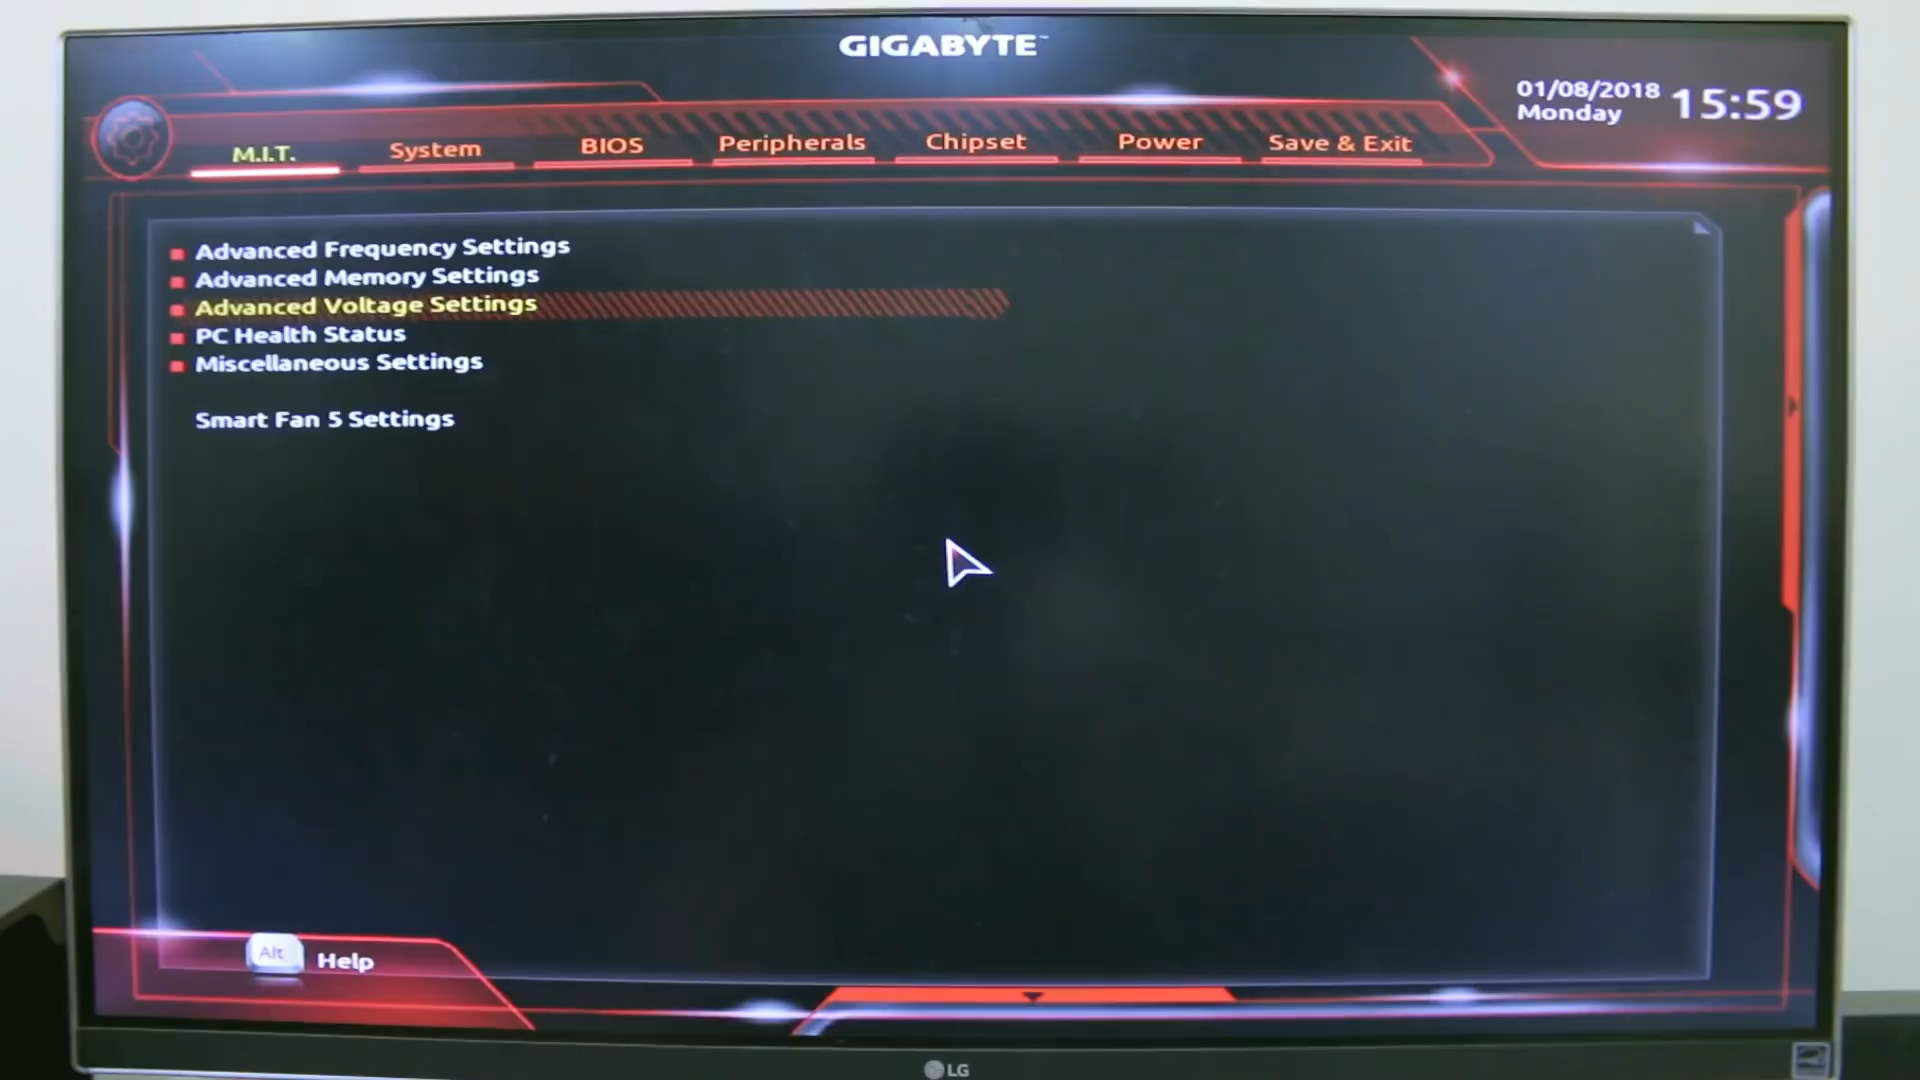 GIGABYTE™
01/08/2018
Monday
15:59
M.I.T.
System
BIOS
Peripherals
Chipset
Power
Save & Exit
Advanced Frequency Settings
Advanced Memory Settings
Advanced Voltage Settings
PC Health Status
Miscellaneous Settings
Smart Fan 5 Settings
Alt Help
LG